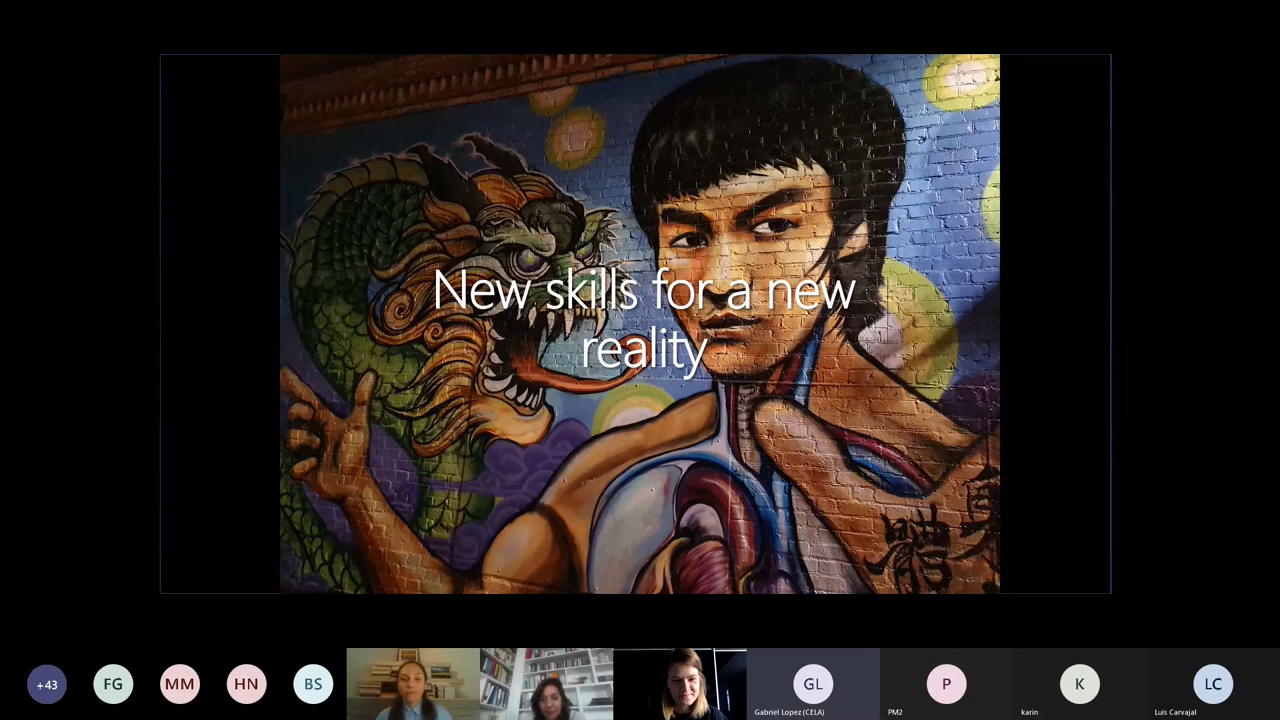 New skills for a new
reality
體
+43
FG
MM
HN
BS
GL
P
K
LC
Gabriel Lopez (CELA)
PM2
karin
Luis Carvajal